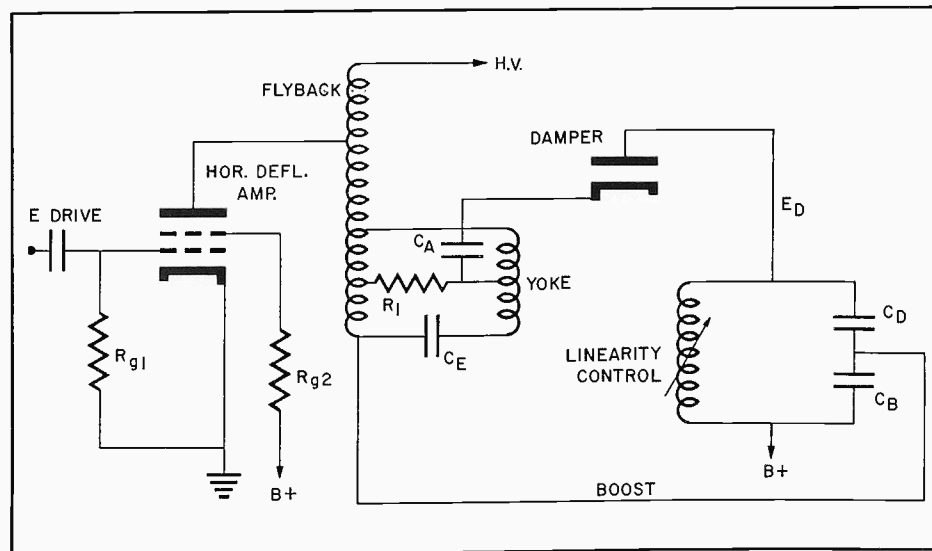 H.V.
FLYBACK
DAMPER
HOR. DEFL.
AMP.
E DRIVE
E_D
C_A
YOKE
R_1
C_D
C_E
LINEARITY
CONTROL
C_B
R_g1
R_g2
B+
B+
BOOST